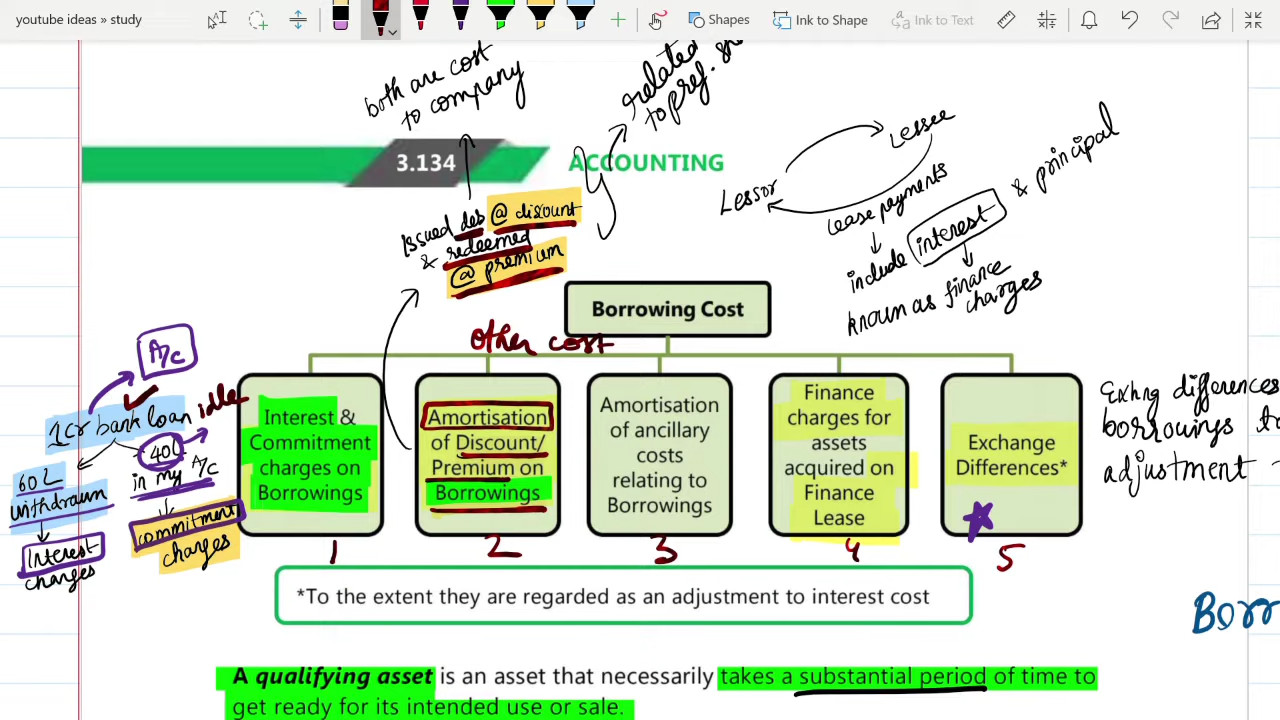 youtube ideas » study
Shapes
Ink to Shape
Ink to Text
both are cost
to company
related
to pref.
3.134
ACCOUNTING
Lessor
Lessee
lease payments
include interest & principal
known as finance
charges
Issued deb @ discount
& redeemed
@ premium
Borrowing Cost
Other cost
A/c
1cr bank loan
idle
60L
withdrawn
Interest
charges
40L
in my A/c
commitment
charges
Interest &
Commitment
charges on
Borrowings
1
Amortisation
of Discount/
Premium on
Borrowings
2
Amortisation
of ancillary
costs
relating to
Borrowings
3
Finance
charges for
assets
acquired on
Finance
Lease
4
Exchange
Differences*
5
Exhng differences
borrowings to
adjustment
*To the extent they are regarded as an adjustment to interest cost
Borr
A qualifying asset is an asset that necessarily takes a substantial period of time to
get ready for its intended use or sale.